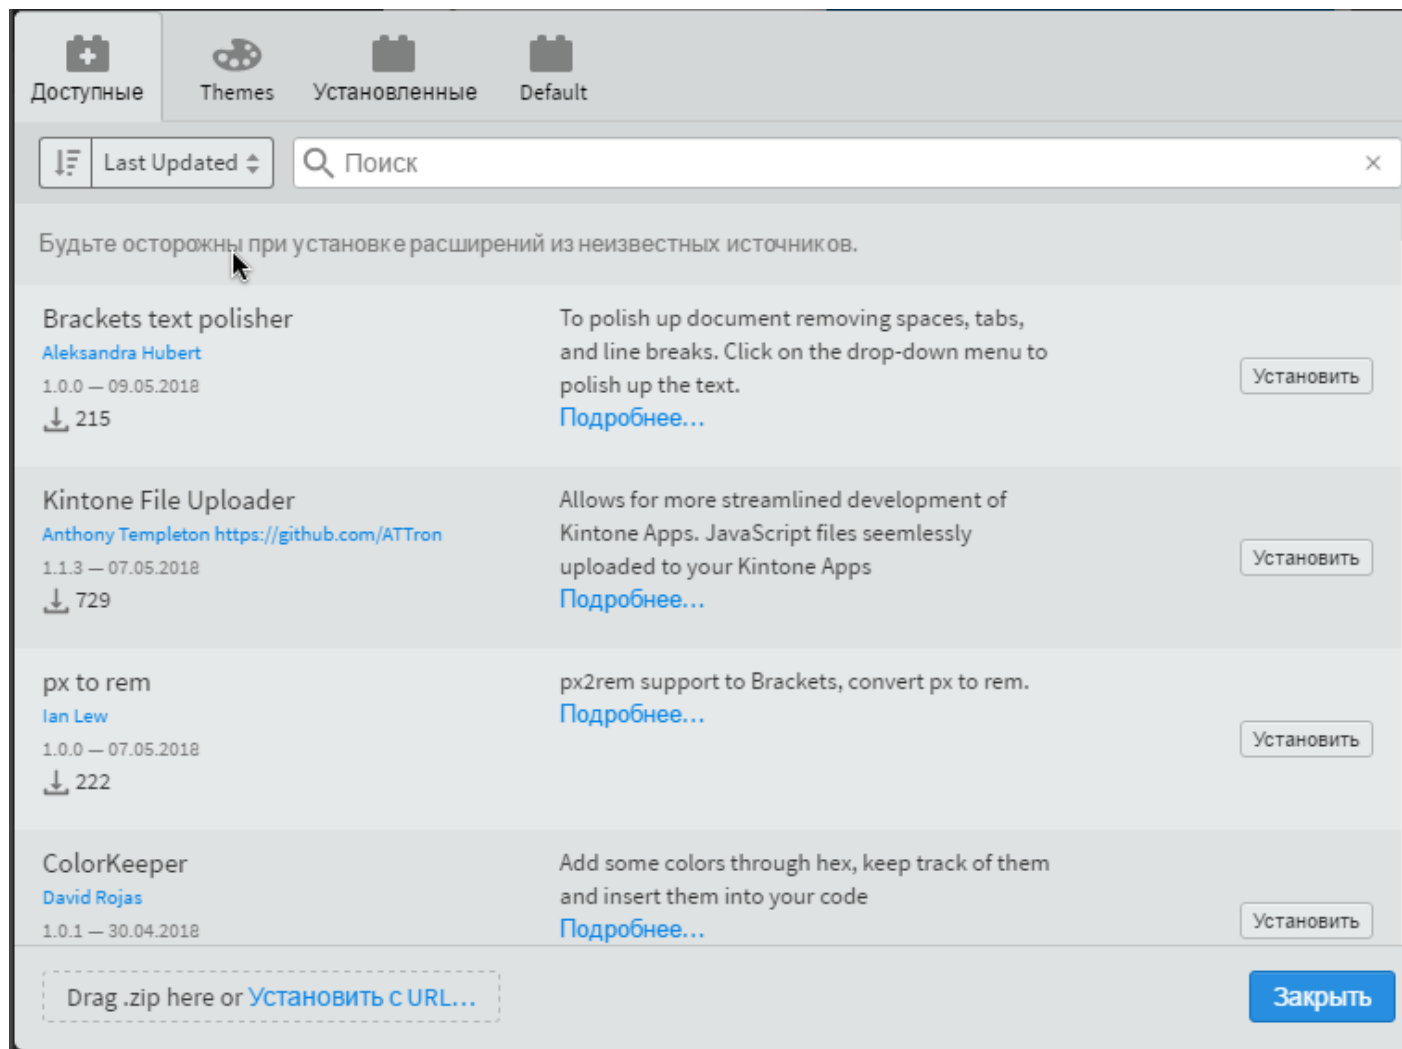 Доступные
Themes
Установленные
Default
Last Updated
Поиск
Будьте осторожны при установке расширений из неизвестных источников.
Brackets text polisher
Aleksandra Hubert
1.0.0 — 09.05.2018
215
To polish up document removing spaces, tabs,
and line breaks. Click on the drop-down menu to
polish up the text.
Подробнее...
Установить
Kintone File Uploader
Anthony Templeton https://github.com/ATTron
1.1.3 — 07.05.2018
729
Allows for more streamlined development of
Kintone Apps. JavaScript files seemlessly
uploaded to your Kintone Apps
Подробнее...
Установить
px to rem
Ian Lew
1.0.0 — 07.05.2018
222
px2rem support to Brackets, convert px to rem.
Подробнее...
Установить
ColorKeeper
David Rojas
1.0.1 — 30.04.2018
Add some colors through hex, keep track of them
and insert them into your code
Подробнее...
Установить
Drag .zip here or Установить с URL...
Закрыть